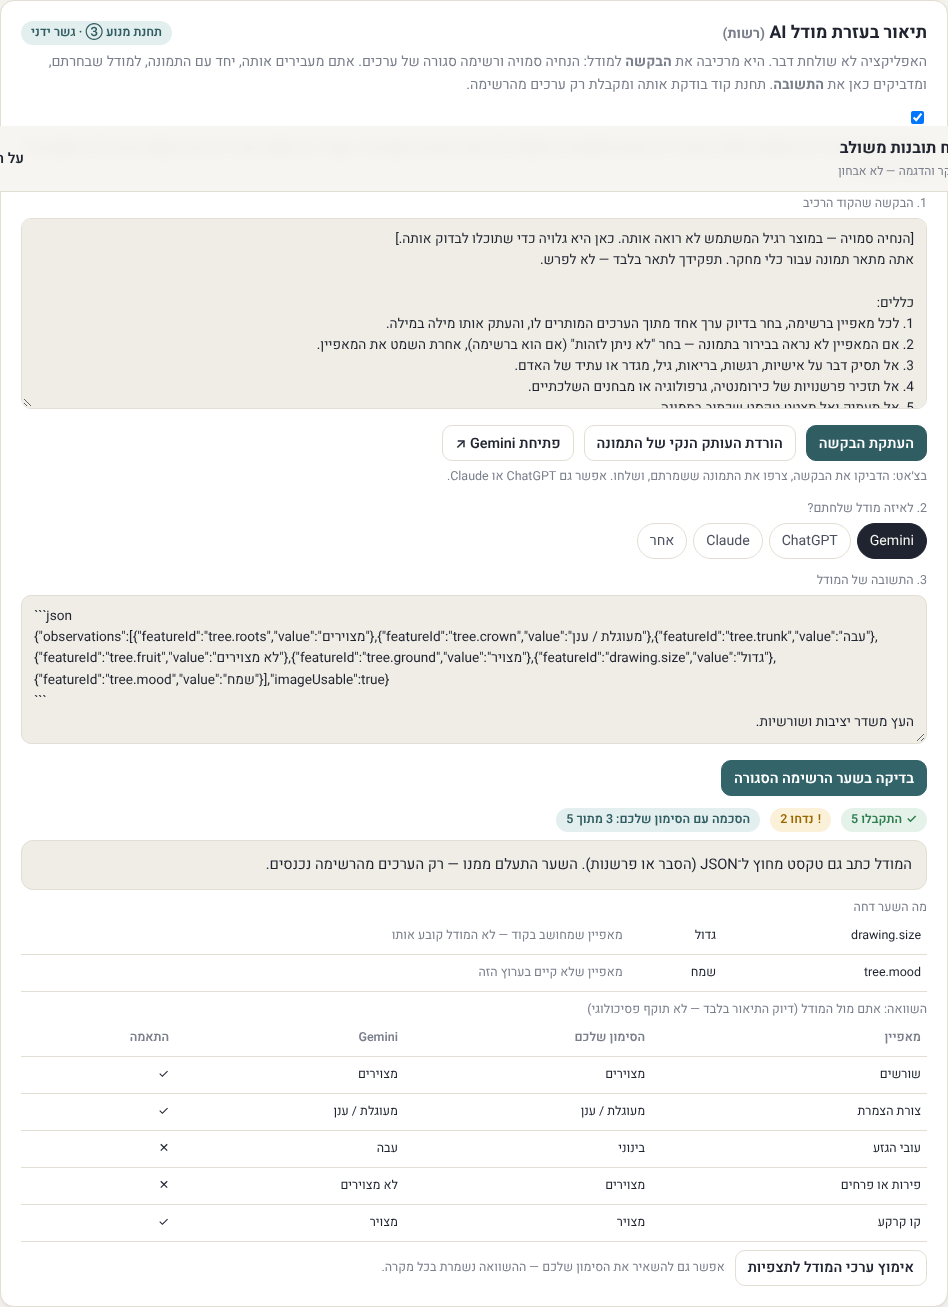 תיאור בעזרת מודל AI (רשות)
תחנת מנוע ③ · גשר ידני
האפליקציה לא שולחת דבר. היא מרכיבה את הבקשה למודל: הנחיה סמויה ורשימה סגורה של ערכים. אתם מעבירים אותה, יחד עם התמונה, למודל שבחרתם,
ומדביקים כאן את התשובה. תחנת קוד בודקת אותה ומקבלת רק ערכים מהרשימה.
תובנות משולב
על
והדגמה — לא אבחון
1. הבקשה שהקוד הרכיב
[הנחיה סמויה — במוצר רגיל המשתמש לא רואה אותה. כאן היא גלויה כדי שתוכלו לבדוק אותה.]
אתה מתאר תמונה עבור כלי מחקר. תפקידך לתאר בלבד — לא לפרש.
כללים:
1. לכל מאפיין ברשימה, בחר בדיוק ערך אחד מתוך הערכים המותרים לו, והעתק אותו מילה במילה.
2. אם המאפיין לא נראה בבירור בתמונה — בחר "לא ניתן לזהות" (אם הוא ברשימה), אחרת השמט את המאפיין.
3. אל תסיק דבר על אישיות, רגשות, בריאות, גיל, מגדר או עתיד של האדם.
4. אל תזכיר פרשנויות של כירומנטיה, גרפולוגיה או מבחנים השלכתיים.
5. אל תעתיק ואל תצטט טקסט שכתוב בתמונה
העתקת הבקשה
הורדת העותק הנקי של התמונה
פתיחת Gemini ↗
בצ'אט: הדביקו את הבקשה, צרפו את התמונה ששמרתם, ושלחו. אפשר גם ChatGPT או Claude.
2. לאיזה מודל שלחתם?
Gemini
ChatGPT
Claude
אחר
3. התשובה של המודל
```json
{"observations":[{"featureId":"tree.roots","value":"מצוירים"},{"featureId":"tree.crown","value":"מעוגלת / ענן"},{"featureId":"tree.trunk","value":"עבה"},
{"featureId":"tree.fruit","value":"לא מצוירים"},{"featureId":"tree.ground","value":"מצויר"},{"featureId":"drawing.size","value":"גדול"},
{"featureId":"tree.mood","value":"שמח"}],"imageUsable":true}
```
העץ משדר יציבות ושורשיות.
בדיקה בשער הרשימה הסגורה
✓ התקבלו 5
! נדחו 2
הסכמה עם הסימון שלכם: 3 מתוך 5
המודל כתב גם טקסט מחוץ ל־JSON (הסבר או פרשנות). השער התעלם ממנו — רק הערכים מהרשימה נכנסים.
מה השער דחה
drawing.size גדול מאפיין שמחושב בקוד — לא המודל קובע אותו
tree.mood שמח מאפיין שלא קיים בערוץ הזה
השוואה: אתם מול המודל (דיוק התיאור בלבד — לא תוקף פסיכולוגי)
מאפיין הסימון שלכם Gemini התאמה
שורשים מצוירים מצוירים ✓
צורת הצמרת מעוגלת / ענן מעוגלת / ענן ✓
עובי הגזע בינוני עבה ✕
פירות או פרחים מצוירים לא מצוירים ✕
קו קרקע מצויר מצויר ✓
אימוץ ערכי המודל לתצפיות
אפשר גם להשאיר את הסימון שלכם — ההשוואה נשמרת בכל מקרה.